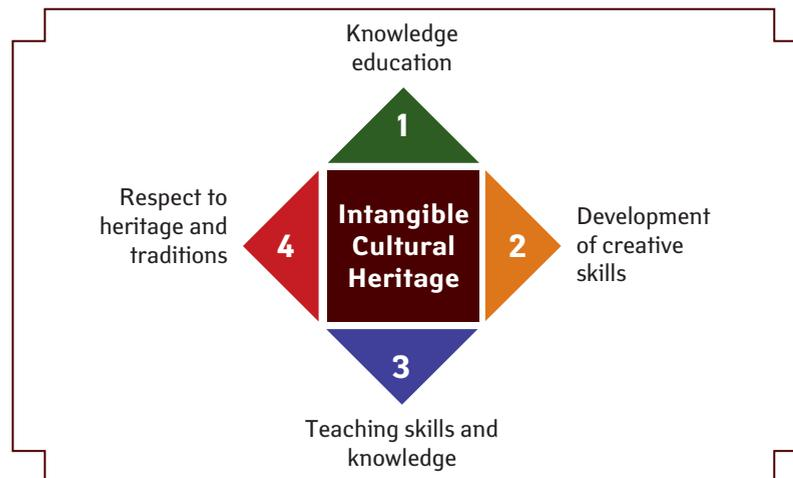 Knowledge
education
1
Respect to
heritage and
traditions
4
Intangible
Cultural
Heritage
2
Development
of creative
skills
3
Teaching skills and
knowledge